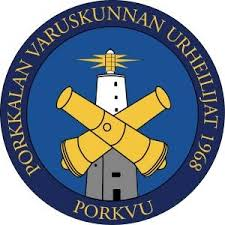 PORKKALAN VARUSKUNNAN URHEILIJAT 1968
PORKVU